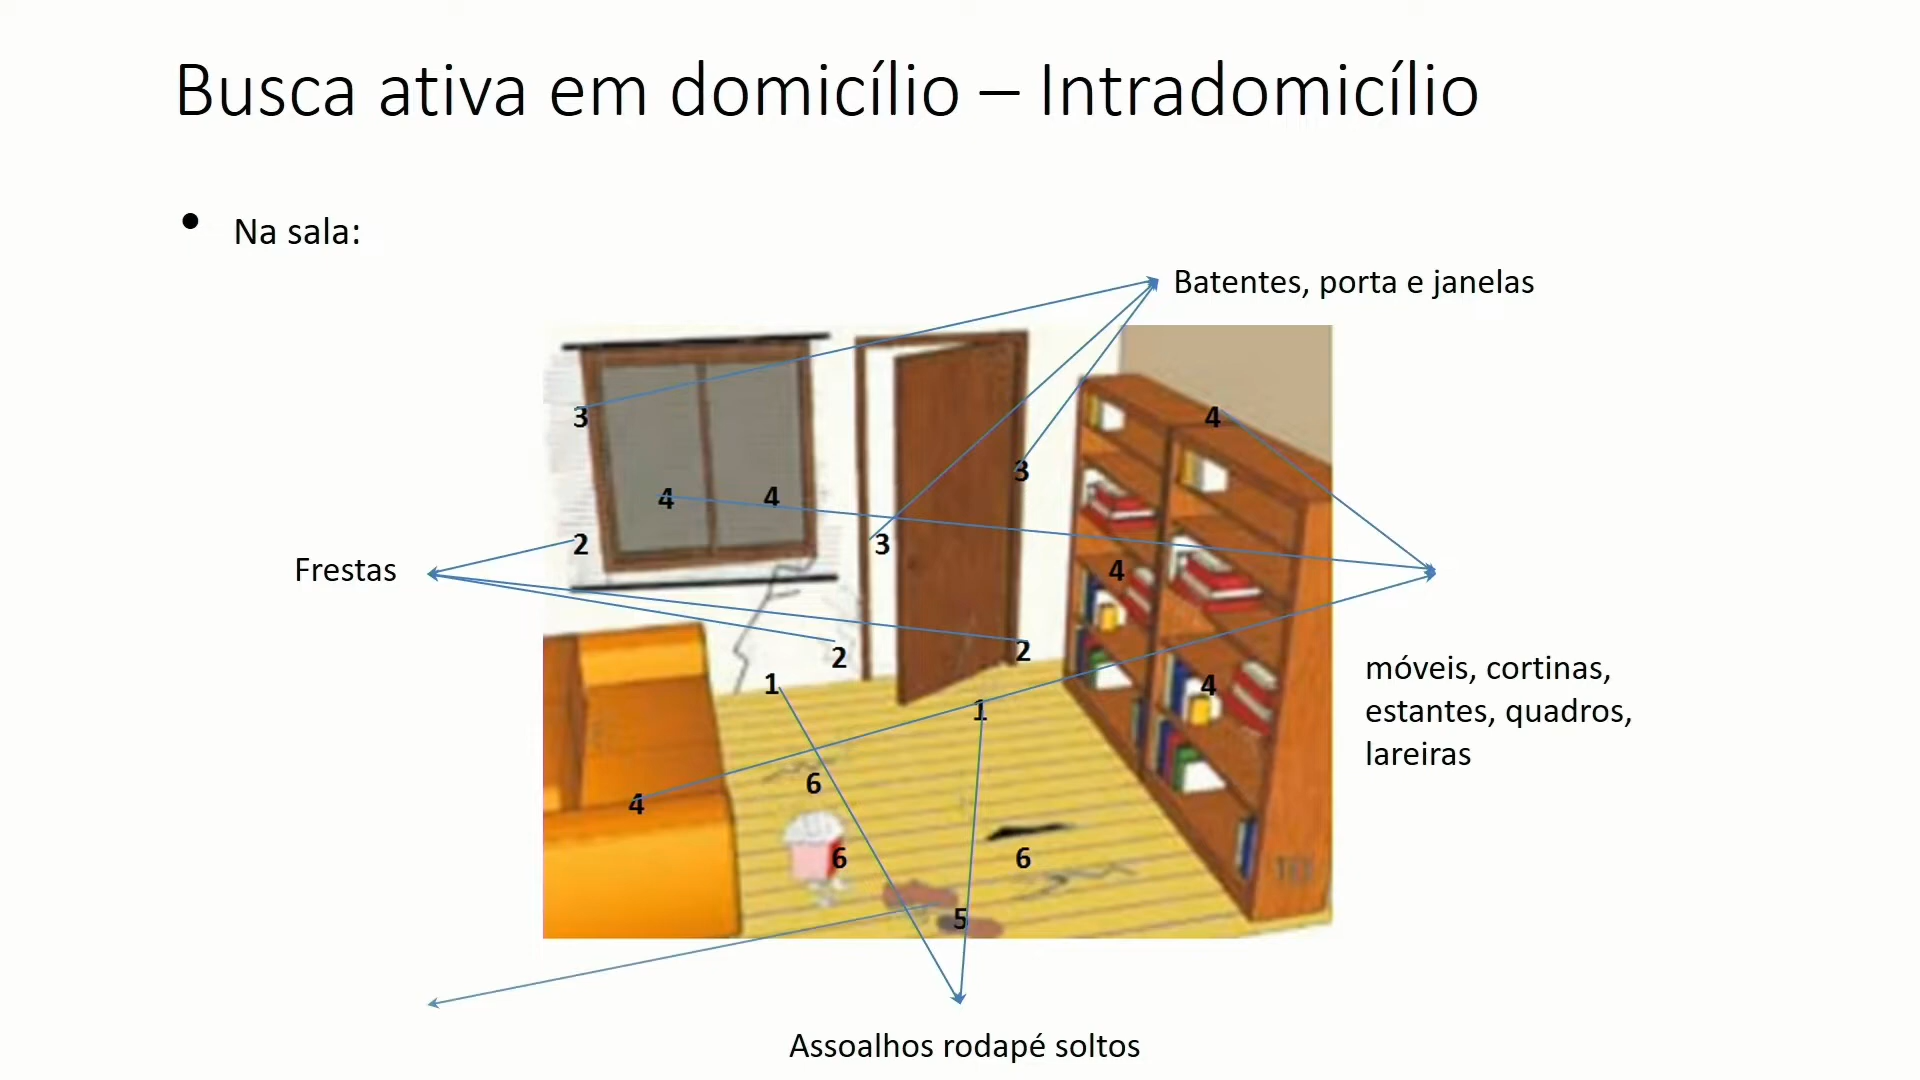 Busca ativa em domicílio – Intradomicílio
• Na sala:
Batentes, porta e janelas
3
4
3
4
4
2
3
Frestas
4
2
2
móveis, cortinas,
1
4
estantes, quadros,
1
lareiras
6
4
6
6
5
Assoalhos rodapé soltos